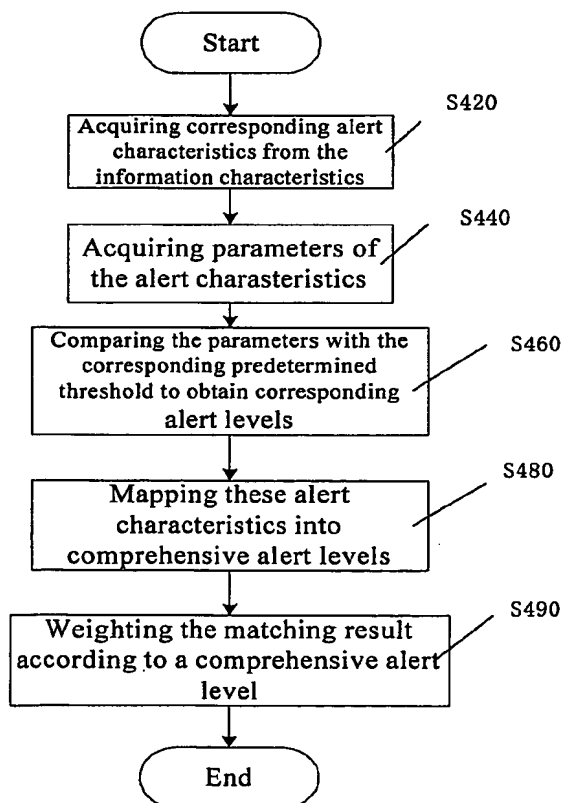 Start
S420
Acquiring corresponding alert
characteristics from the
information characteristics
S440
Acquiring parameters of
the alert charasteristics
S460
Comparing the parameters with the
corresponding predetermined
threshold to obtain corresponding
alert levels
S480
Mapping these alert
characteristics into
comprehensive alert levels
S490
Weighting the matching result
according to a comprehensive alert
level
End